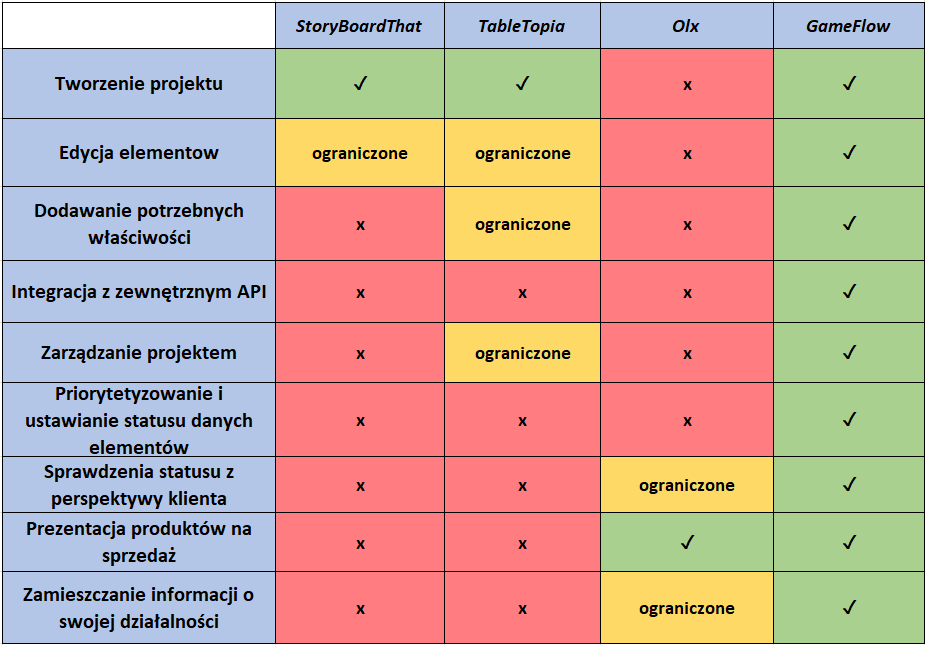 StoryBoardThat TableTopia Olx GameFlow
Tworzenie projektu ✓ ✓ x ✓
Edycja elementow ograniczone ograniczone x ✓
Dodawanie potrzebnych
właściwości x ograniczone x ✓
Integracja z zewnętrznym API x x x ✓
Zarządzanie projektem x ograniczone x ✓
Priorytetyzowanie i
ustawianie statusu danych
elementów x x x ✓
Sprawdzenia statusu z
perspektywy klienta x x ograniczone ✓
Prezentacja produktów na
sprzedaż x x ✓ ✓
Zamieszczanie informacji o
swojej działalności x x ograniczone ✓